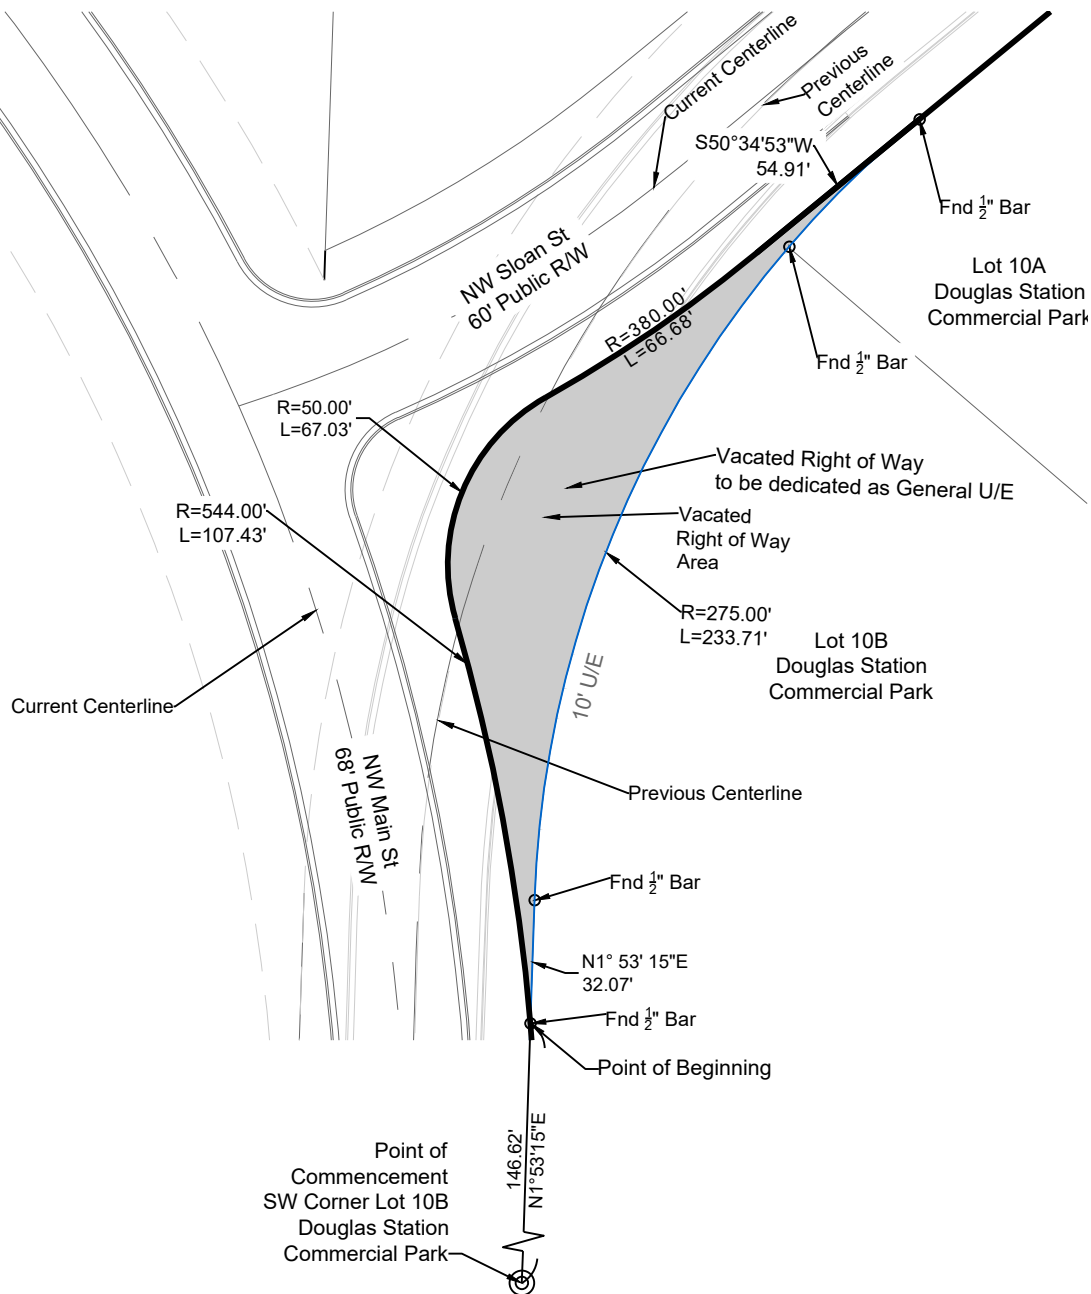 Current Centerline
Previous
Centerline
S50°34'53"W
54.91'
Fnd ½" Bar
NW Sloan St
60' Public R/W
Lot 10A
Douglas Station
Commercial Park
R=380.00'
L=66.68'
Fnd ½" Bar
R=50.00'
L=67.03'
Vacated Right of Way
to be dedicated as General U/E
R=544.00'
L=107.43'
Vacated
Right of Way
Area
R=275.00'
L=233.71'
Lot 10B
Douglas Station
Commercial Park
10' U/E
Current Centerline
NW Main St
68' Public R/W
Previous Centerline
Fnd ½" Bar
N1° 53' 15"E
32.07'
Fnd ½" Bar
Point of Beginning
146.62'
N1°53'15"E
Point of
Commencement
SW Corner Lot 10B
Douglas Station
Commercial Park